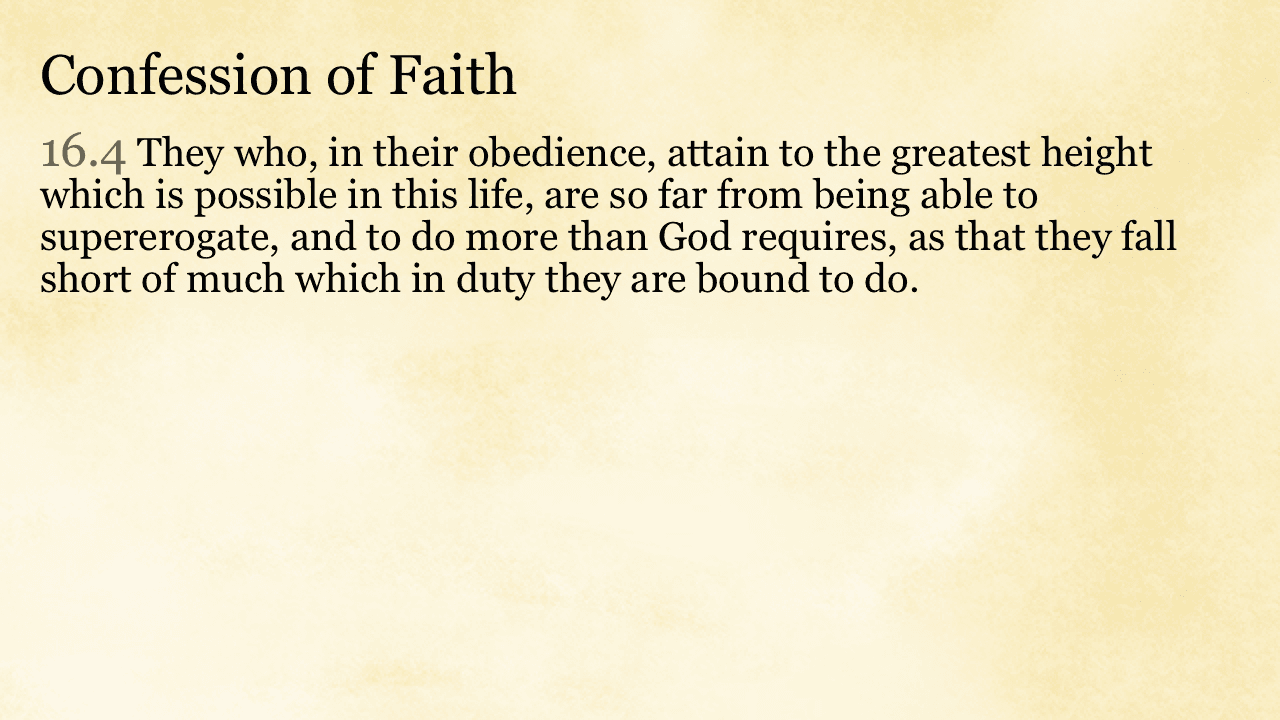 Confession of Faith
16.4 They who, in their obedience, attain to the greatest height
which is possible in this life, are so far from being able to
supererogate, and to do more than God requires, as that they fall
short of much which in duty they are bound to do.